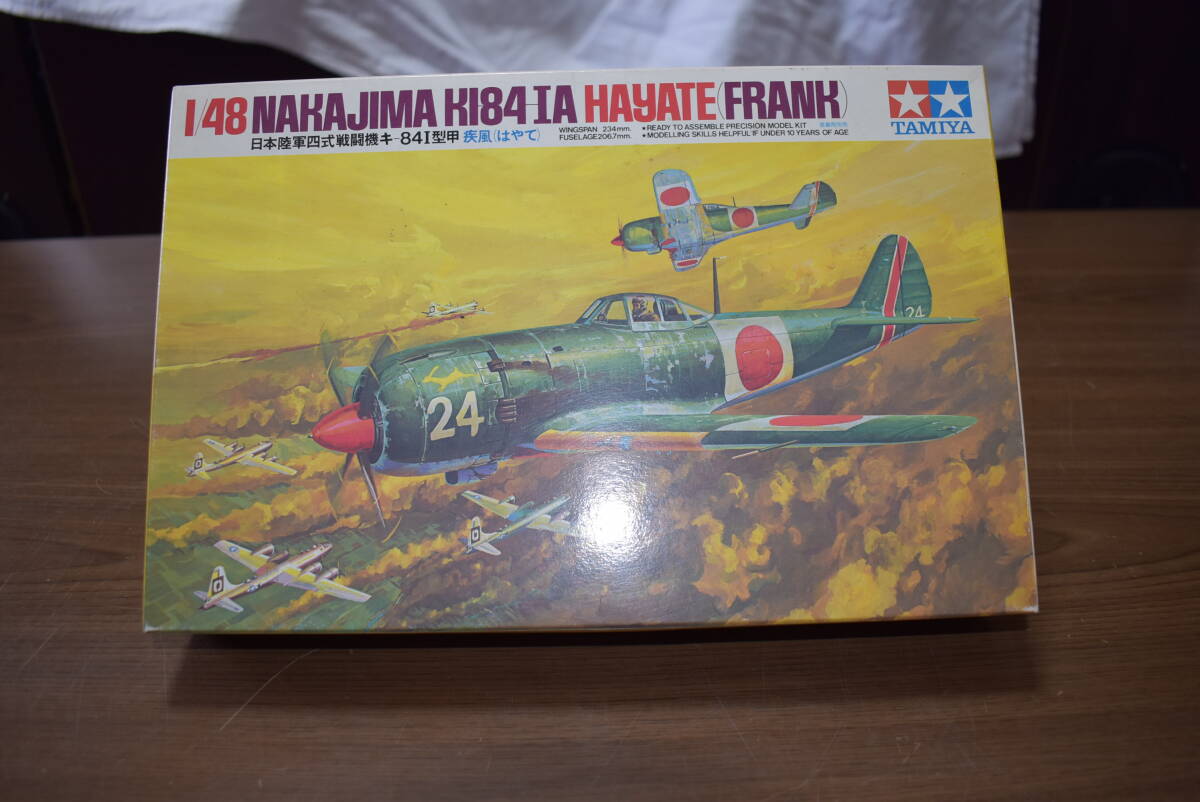 1/48 NAKAJIMA KI84-IA HAYATE (FRANK)
日本陸軍四式戦闘機キ-84I型甲 疾風(はやて)
WINGSPAN 234mm.
FUSELAGE 206.7mm.
• READY TO ASSEMBLE PRECISION MODEL KIT
• MODELLING SKILLS HELPFUL IF UNDER 10 YEARS OF AGE
TAMIYA
24
24